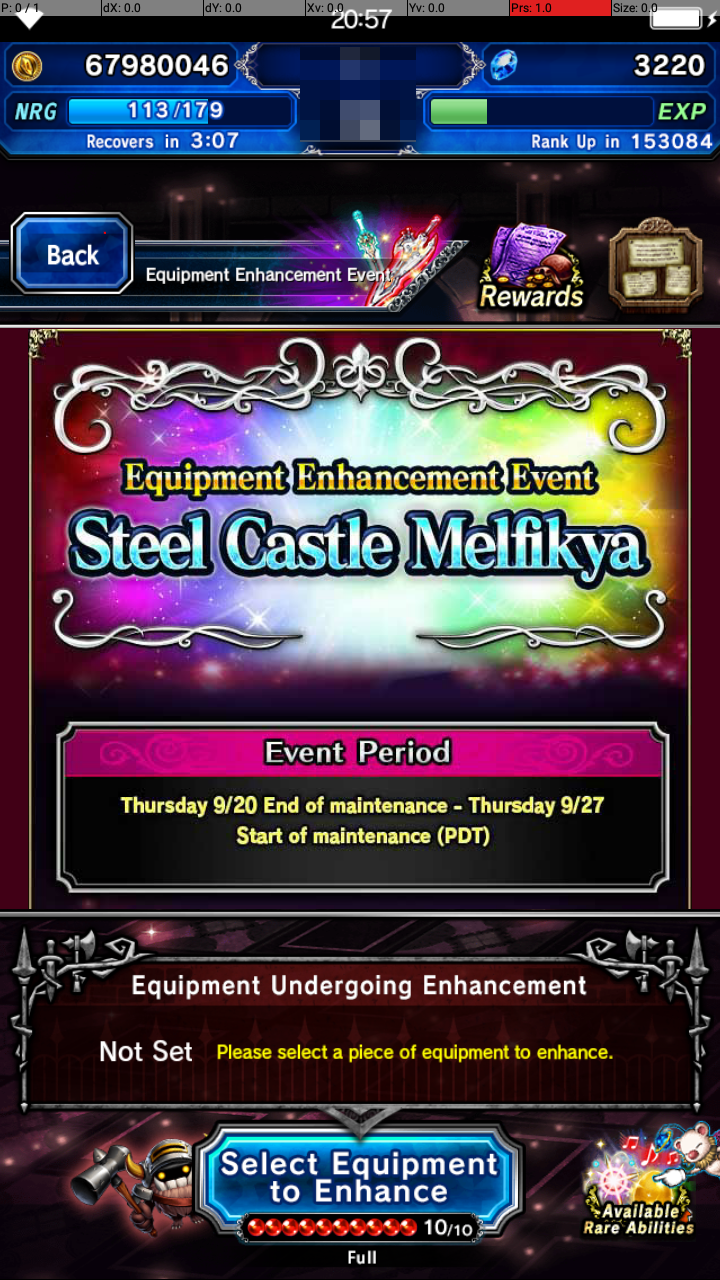 P: 0 / 1 dX: 0.0 dY: 0.0 Xv: 0.0 Yv: 0.0 Prs: 1.0 Size: 0.0
20:57
67980046 3220
NRG 113/179 EXP
Recovers in 3:07 Rank Up in 153084
Back
Equipment Enhancement Event
Rewards
Equipment Enhancement Event
Steel Castle Melfikya
Event Period
Thursday 9/20 End of maintenance - Thursday 9/27
Start of maintenance (PDT)
Equipment Undergoing Enhancement
Not Set Please select a piece of equipment to enhance.
Select Equipment
to Enhance
10/10
Full
Available
Rare Abilities